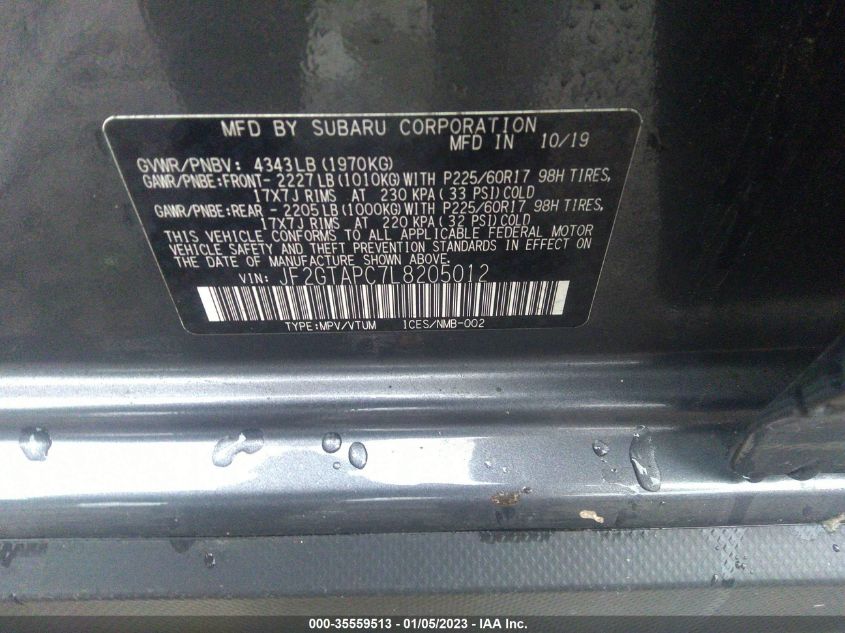 MFD BY SUBARU CORPORATION
MFD IN 10/19
GVWR/PNBV: 4343LB(1970KG)
GAWR/PNBE:FRONT- 2227LB(1010KG)WITH P225/60R17 98H TIRES,
17X7J RIMS AT 230 KPA(33 PSI)COLD
GAWR/PNBE:REAR - 2205LB(1000KG)WITH P225/60R17 98H TIRES,
17X7J RIMS AT 220 KPA(32 PSI)COLD
THIS VEHICLE CONFORMS TO ALL APPLICABLE FEDERAL MOTOR
VEHICLE SAFETY AND THEFT PREVENTION STANDARDS IN EFFECT ON
THE DATE OF MANUFACTURE SHOWN ABOVE.
VIN: JF2GTAPC7L8205012
TYPE:MPV/VTUM ICES/NMB-002
000-35559513 - 01/05/2023 - IAA Inc.